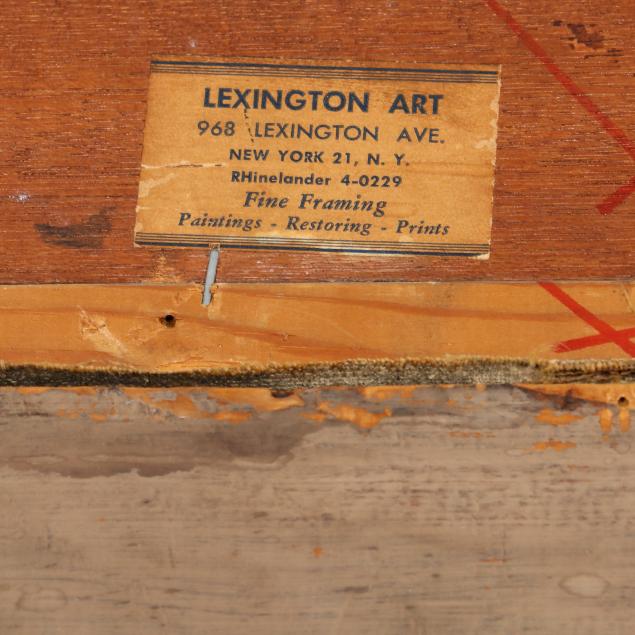 LEXINGTON ART
968 LEXINGTON AVE.
NEW YORK 21, N. Y.
RHinelander 4-0229
Fine Framing
Paintings - Restoring - Prints